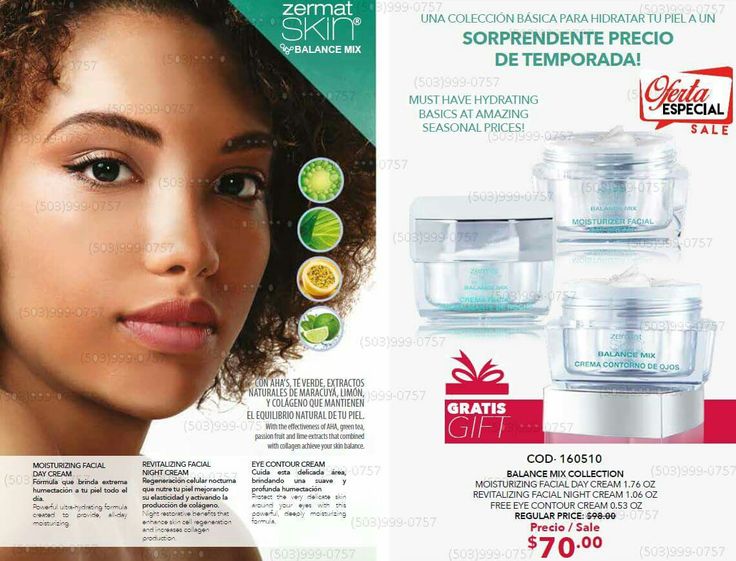 zermat
SKIN®
BALANCE MIX
CON AHA'S, TÉ VERDE, EXTRACTOS
NATURALES DE MARACUYÁ, LIMÓN,
Y COLÁGENO QUE MANTIENEN
EL EQUILIBRIO NATURAL DE TU PIEL.
With the effectiveness of AHA, green tea,
passion fruit and lime extracts that combined
with collagen achieve your skin balance.
MOISTURIZING FACIAL
DAY CREAM
Fórmula que brinda extrema
humectación a tu piel todo el
día.
Powerful ultra-hydrating formula
created to provide, all-day
moisturizing.
REVITALIZING FACIAL
NIGHT CREAM
Regeneración celular nocturna
que nutre tu piel mejorando
su elasticidad y activando la
producción de colágeno.
Night restorative benefits that
enhance skin cell regeneration
and increases collagen
production.
EYE CONTOUR CREAM
Cuida esta delicada área,
brindando una suave y
profunda humectación
Protect the very delicate skin
around your eyes with this
powerful, deeply moisturizing
formula.
UNA COLECCIÓN BÁSICA PARA HIDRATAR TU PIEL A UN
SORPRENDENTE PRECIO
DE TEMPORADA!
MUST HAVE HYDRATING
BASICS AT AMAZING
SEASONAL PRICES!
Oferta
ESPECIAL
SALE
BALANCE MIX
MOISTURIZER FACIAL
zermat
BALANCE MIX
CREMA FACIAL
zermat
BALANCE MIX
CREMA CONTORNO DE OJOS
GRATIS
GIFT
COD· 160510
BALANCE MIX COLLECTION
MOISTURIZING FACIAL DAY CREAM 1.76 OZ
REVITALIZING FACIAL NIGHT CREAM 1.06 OZ
FREE EYE CONTOUR CREAM 0.53 OZ
REGULAR PRICE: $98.00
Precio / Sale
$70.00
(503)999-0757